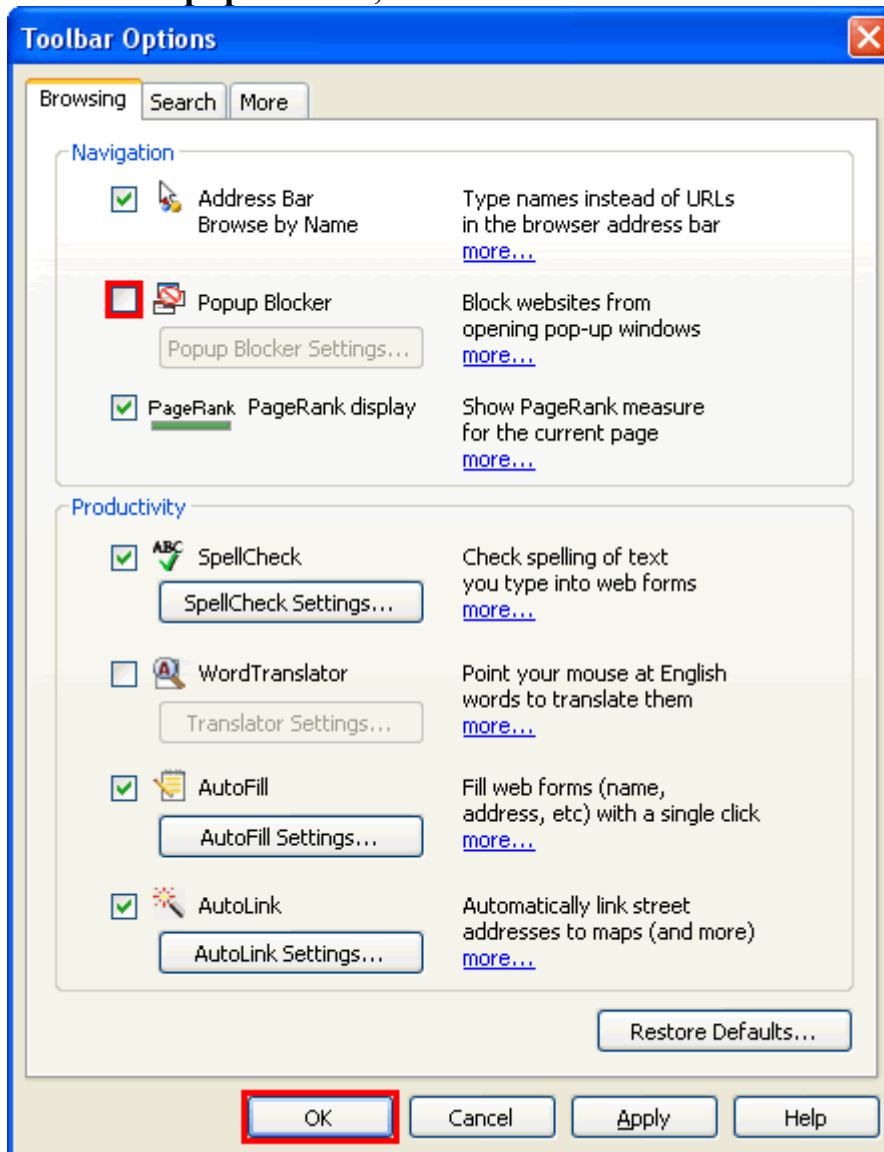 Toolbar Options
Browsing
Search
More
Navigation
Address Bar
Browse by Name
Type names instead of URLs
in the browser address bar
more...
Popup Blocker
Popup Blocker Settings...
Block websites from
opening pop-up windows
more...
PageRank
PageRank display
Show PageRank measure
for the current page
more...
Productivity
ABC
SpellCheck
SpellCheck Settings...
Check spelling of text
you type into web forms
more...
A
WordTranslator
Translator Settings...
Point your mouse at English
words to translate them
more...
AutoFill
AutoFill Settings...
Fill web forms (name,
address, etc) with a single click
more...
AutoLink
AutoLink Settings...
Automatically link street
addresses to maps (and more)
more...
Restore Defaults...
OK
Cancel
Apply
Help